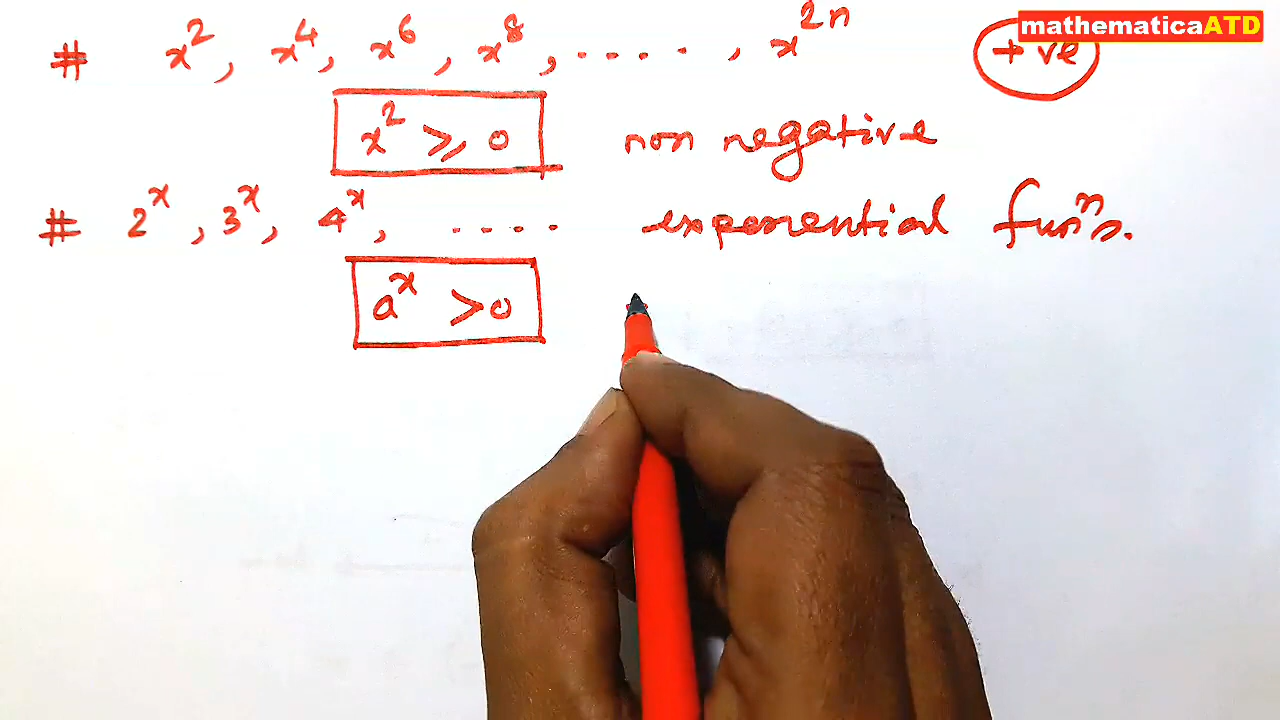 mathematicaATD
# x², x⁴, x⁶, x⁸, ....., x²ⁿ +ve
x² ⩾ 0 non negative
# 2ˣ, 3ˣ, 4ˣ, .... exponential funⁿs.
aˣ > 0